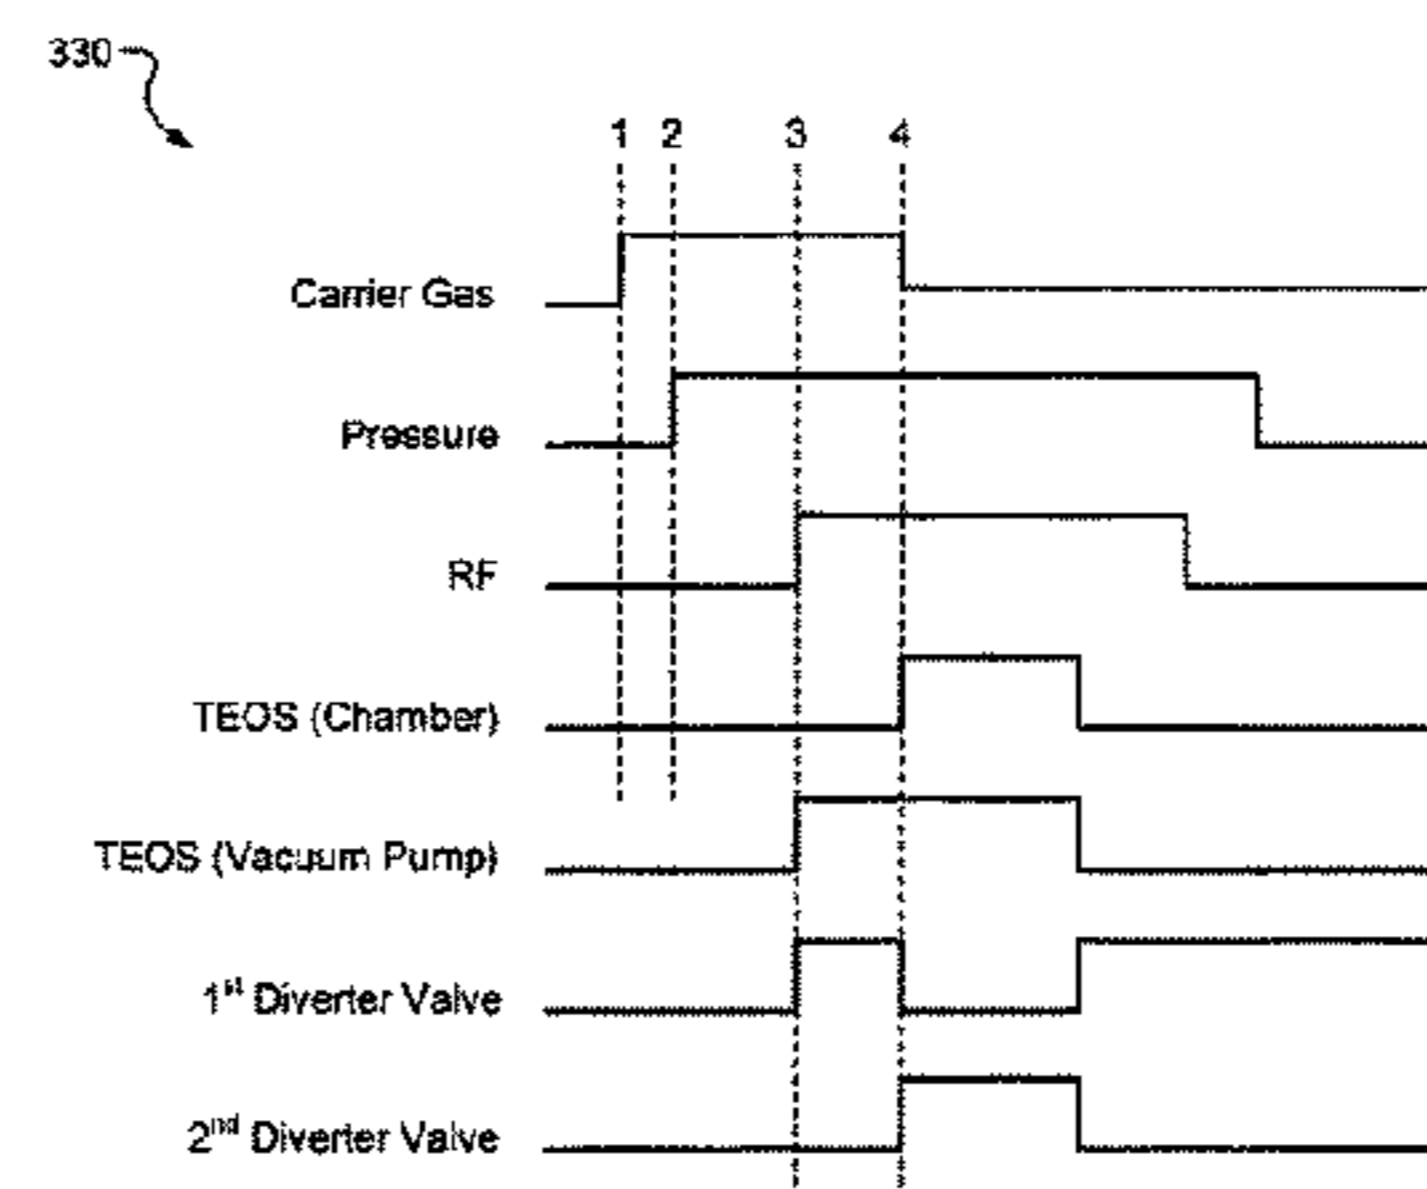 330
1 2 3 4
Carrier Gas
Pressure
RF
TEOS (Chamber)
TEOS (Vacuum Pump)
1st Diverter Valve
2nd Diverter Valve